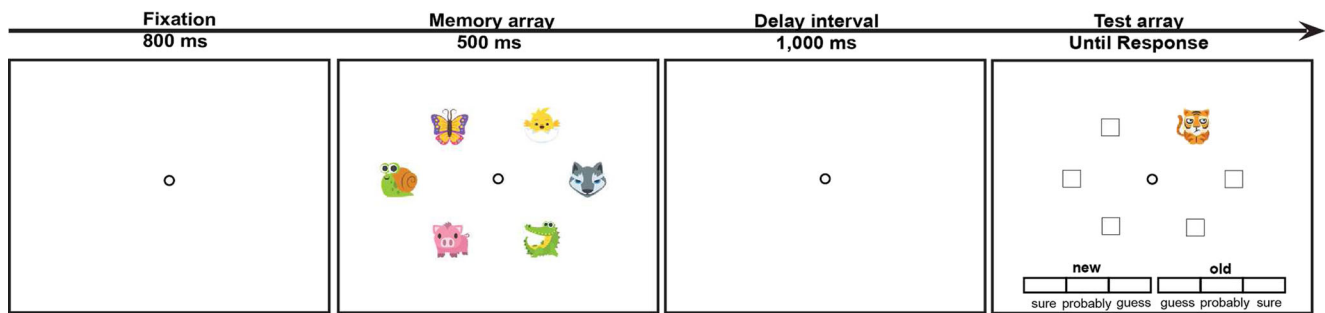 Fixation
800 ms
Memory array
500 ms
Delay interval
1,000 ms
Test array
Until Response
new old
sure probably guess guess probably sure